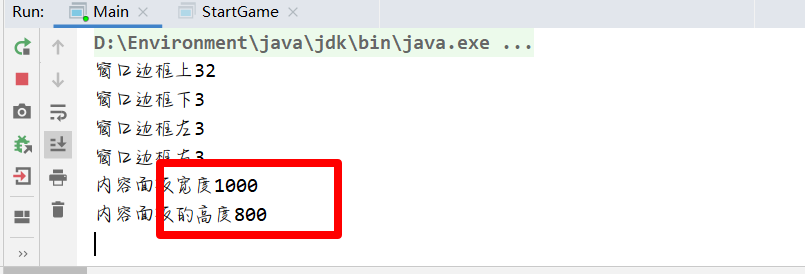 Run: Main × StartGame ×
D:\Environment\java\jdk\bin\java.exe ...
窗口边框上32
窗口边框下3
窗口边框左3
窗口边框右3
内容面板宽度1000
内容面板的高度800